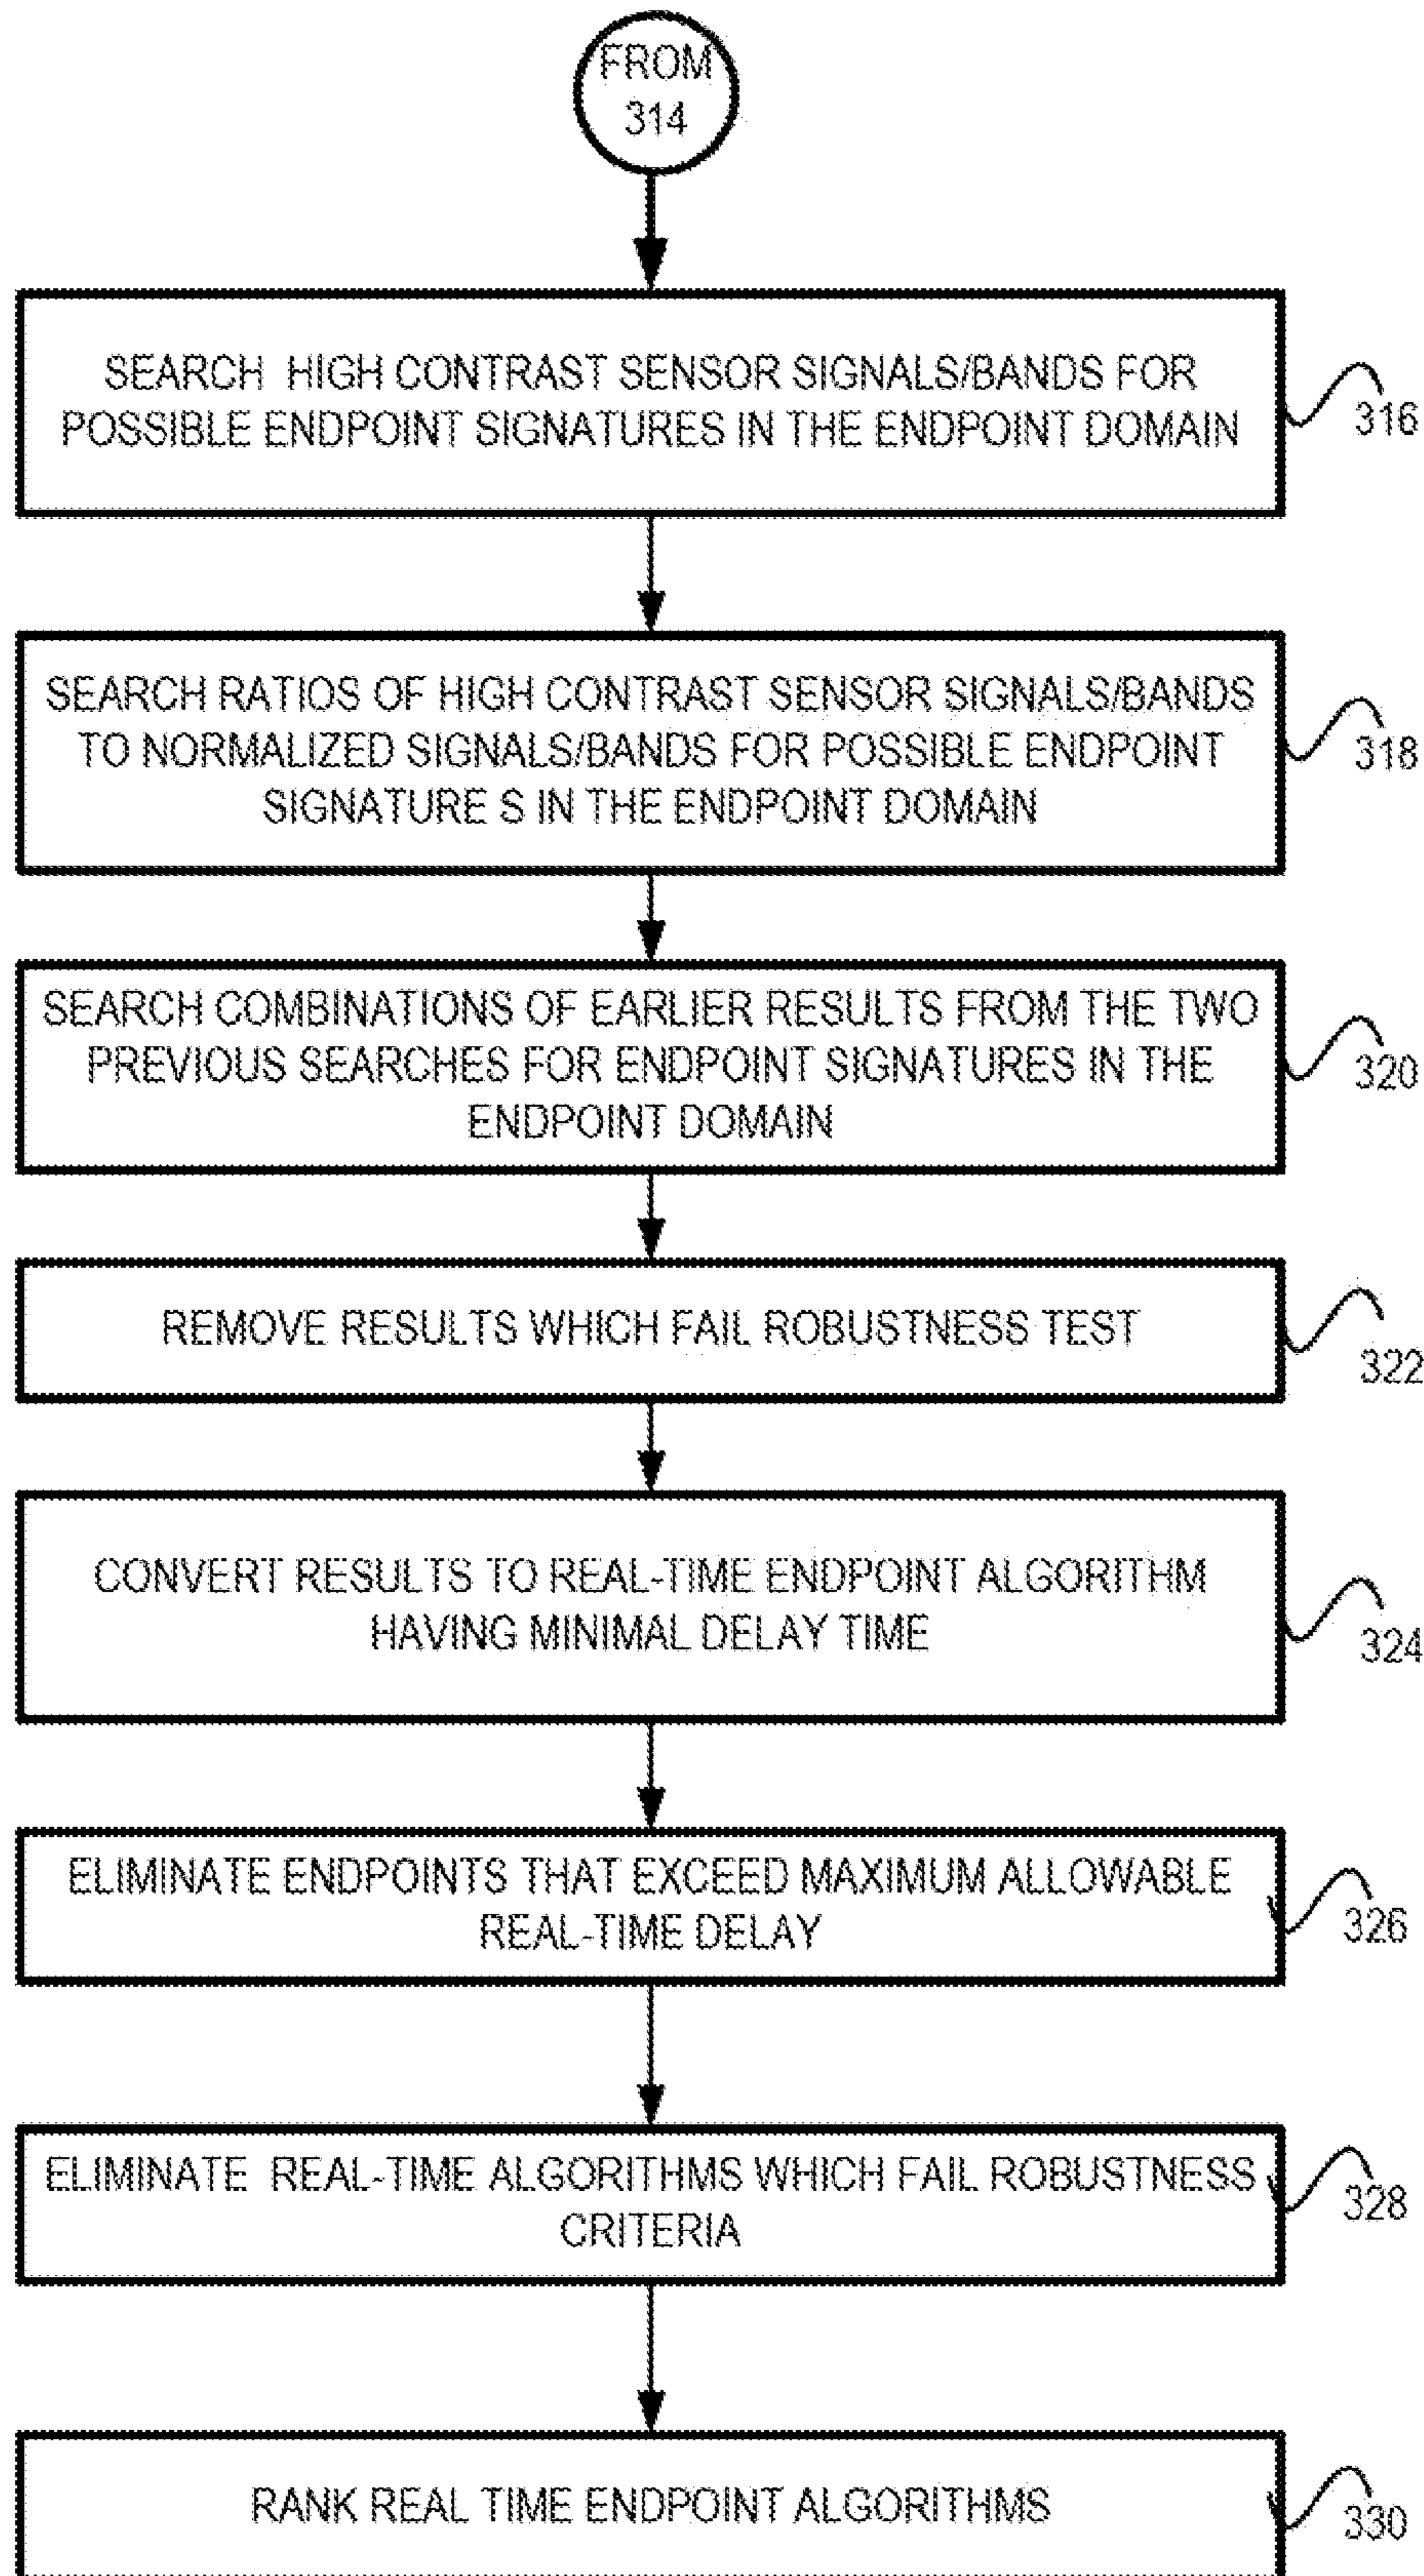 FROM
314
SEARCH HIGH CONTRAST SENSOR SIGNALS/BANDS FOR
POSSIBLE ENDPOINT SIGNATURES IN THE ENDPOINT DOMAIN
316
SEARCH RATIOS OF HIGH CONTRAST SENSOR SIGNALS/BANDS
TO NORMALIZED SIGNALS/BANDS FOR POSSIBLE ENDPOINT
SIGNATURE S IN THE ENDPOINT DOMAIN
318
SEARCH COMBINATIONS OF EARLIER RESULTS FROM THE TWO
PREVIOUS SEARCHES FOR ENDPOINT SIGNATURES IN THE
ENDPOINT DOMAIN
320
REMOVE RESULTS WHICH FAIL ROBUSTNESS TEST
322
CONVERT RESULTS TO REAL-TIME ENDPOINT ALGORITHM
HAVING MINIMAL DELAY TIME
324
ELIMINATE ENDPOINTS THAT EXCEED MAXIMUM ALLOWABLE
REAL-TIME DELAY
326
ELIMINATE REAL-TIME ALGORITHMS WHICH FAIL ROBUSTNESS
CRITERIA
328
RANK REAL TIME ENDPOINT ALGORITHMS
330